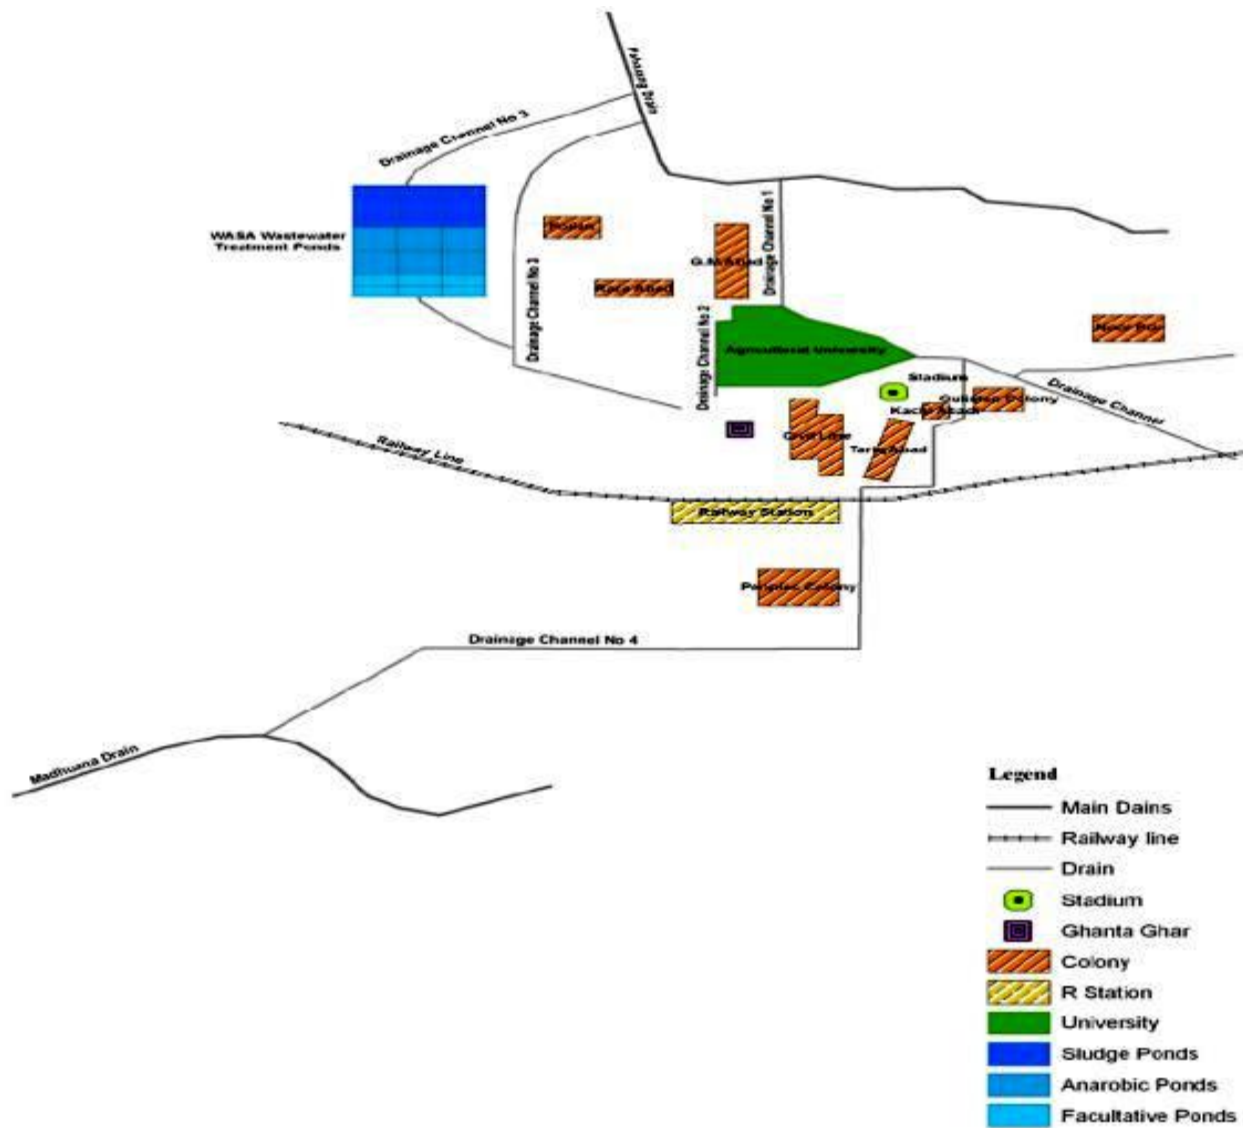 Drain
Drainage Channel No 3
WASA Wastewater
Treatment Ponds
Drainage Channel No 1
G.M Abad
Raza Abad
Drainage Channel No 3
Drainage Channel No 2
Agricultural University
Stadium
Drainage Channel
Colony
Kachi Abadi
Civil Line
Tariq Abad
Railway Line
Railway Station
Colony
Drainage Channel No 4
Madhuana Drain
Legend
Main Dains
Railway line
Drain
Stadium
Ghanta Ghar
Colony
R Station
University
Sludge Ponds
Anarobic Ponds
Facultative Ponds